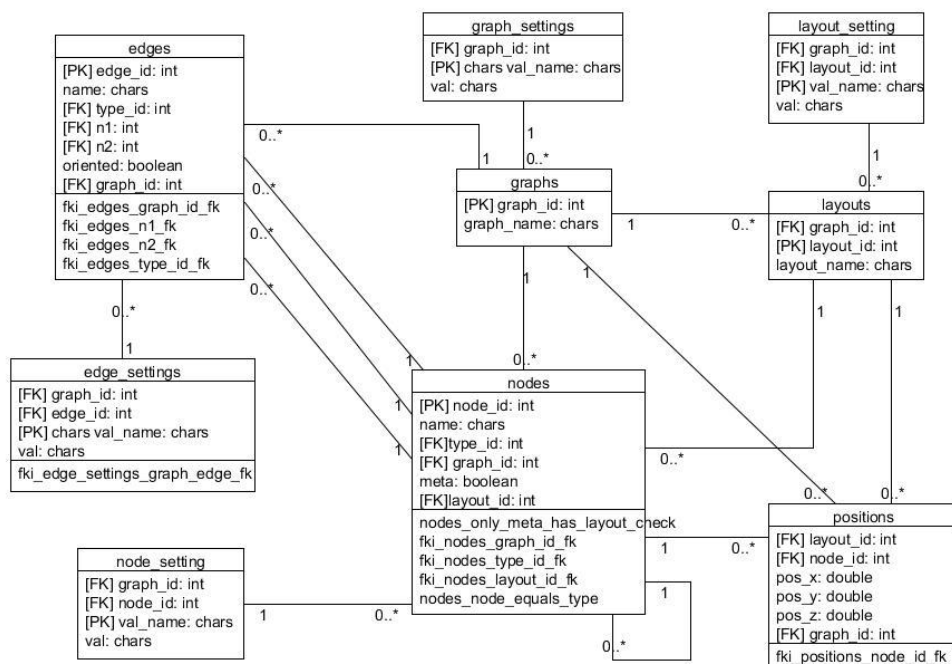 edges
[PK] edge_id: int
name: chars
[FK] type_id: int
[FK] n1: int
[FK] n2: int
oriented: boolean
[FK] graph_id: int
fki_edges_graph_id_fk
fki_edges_n1_fk
fki_edges_n2_fk
fki_edges_type_id_fk
graph_settings
[FK] graph_id: int
[PK] chars val_name: chars
val: chars
layout_setting
[FK] graph_id: int
[FK] layout_id: int
[PK] val_name: chars
val: chars
0..*
1
1
0..*
1
0..*
graphs
[PK] graph_id: int
graph_name: chars
1
0..*
layouts
[FK] graph_id: int
[PK] layout_id: int
layout_name: chars
0..*
0..*
0..*
1
1
1
1
0..*
1
0..*
1
1
1
edge_settings
[FK] graph_id: int
[FK] edge_id: int
[PK] chars val_name: chars
val: chars
fki_edge_settings_graph_edge_fk
nodes
[PK] node_id: int
name: chars
[FK]type_id: int
[FK] graph_id: int
meta: boolean
[FK]layout_id: int
nodes_only_meta_has_layout_check
fki_nodes_graph_id_fk
fki_nodes_type_id_fk
fki_nodes_layout_id_fk
nodes_node_equals_type
0..*
0..*
0..*
positions
[FK] layout_id: int
[FK] node_id: int
pos_x: double
pos_y: double
pos_z: double
[FK] graph_id: int
fki_positions_node_id_fk
1
0..*
node_setting
[FK] graph_id: int
[FK] node_id: int
[PK] val_name: chars
val: chars
1
0..*
1
0..*